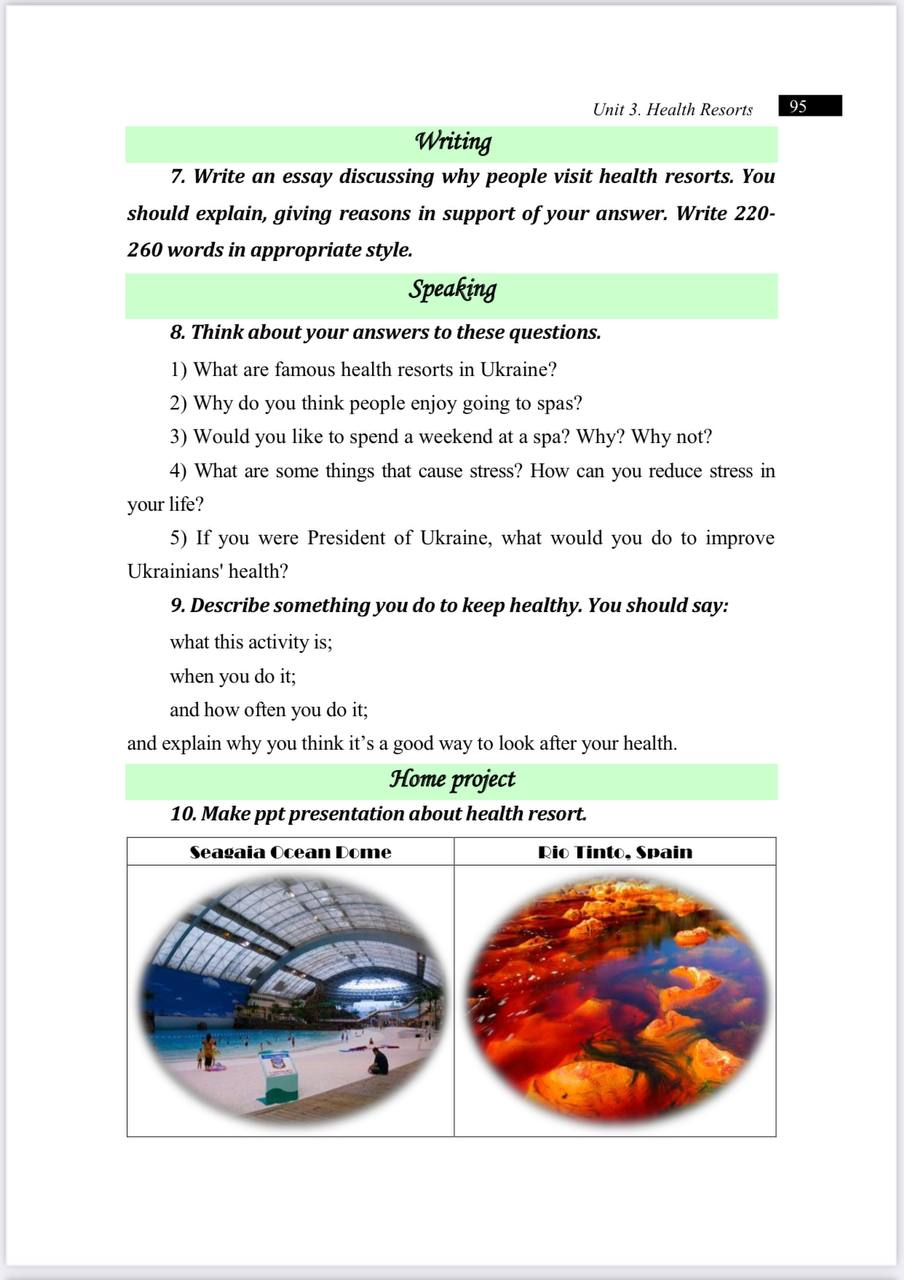 Unit 3. Health Resorts 95
Writing
7. Write an essay discussing why people visit health resorts. You
should explain, giving reasons in support of your answer. Write 220-
260 words in appropriate style.
Speaking
8. Think about your answers to these questions.
1) What are famous health resorts in Ukraine?
2) Why do you think people enjoy going to spas?
3) Would you like to spend a weekend at a spa? Why? Why not?
4) What are some things that cause stress? How can you reduce stress in
your life?
5) If you were President of Ukraine, what would you do to improve
Ukrainians' health?
9. Describe something you do to keep healthy. You should say:
what this activity is;
when you do it;
and how often you do it;
and explain why you think it’s a good way to look after your health.
Home project
10. Make ppt presentation about health resort.
Seagaia Ocean Dome
Rio Tinto, Spain